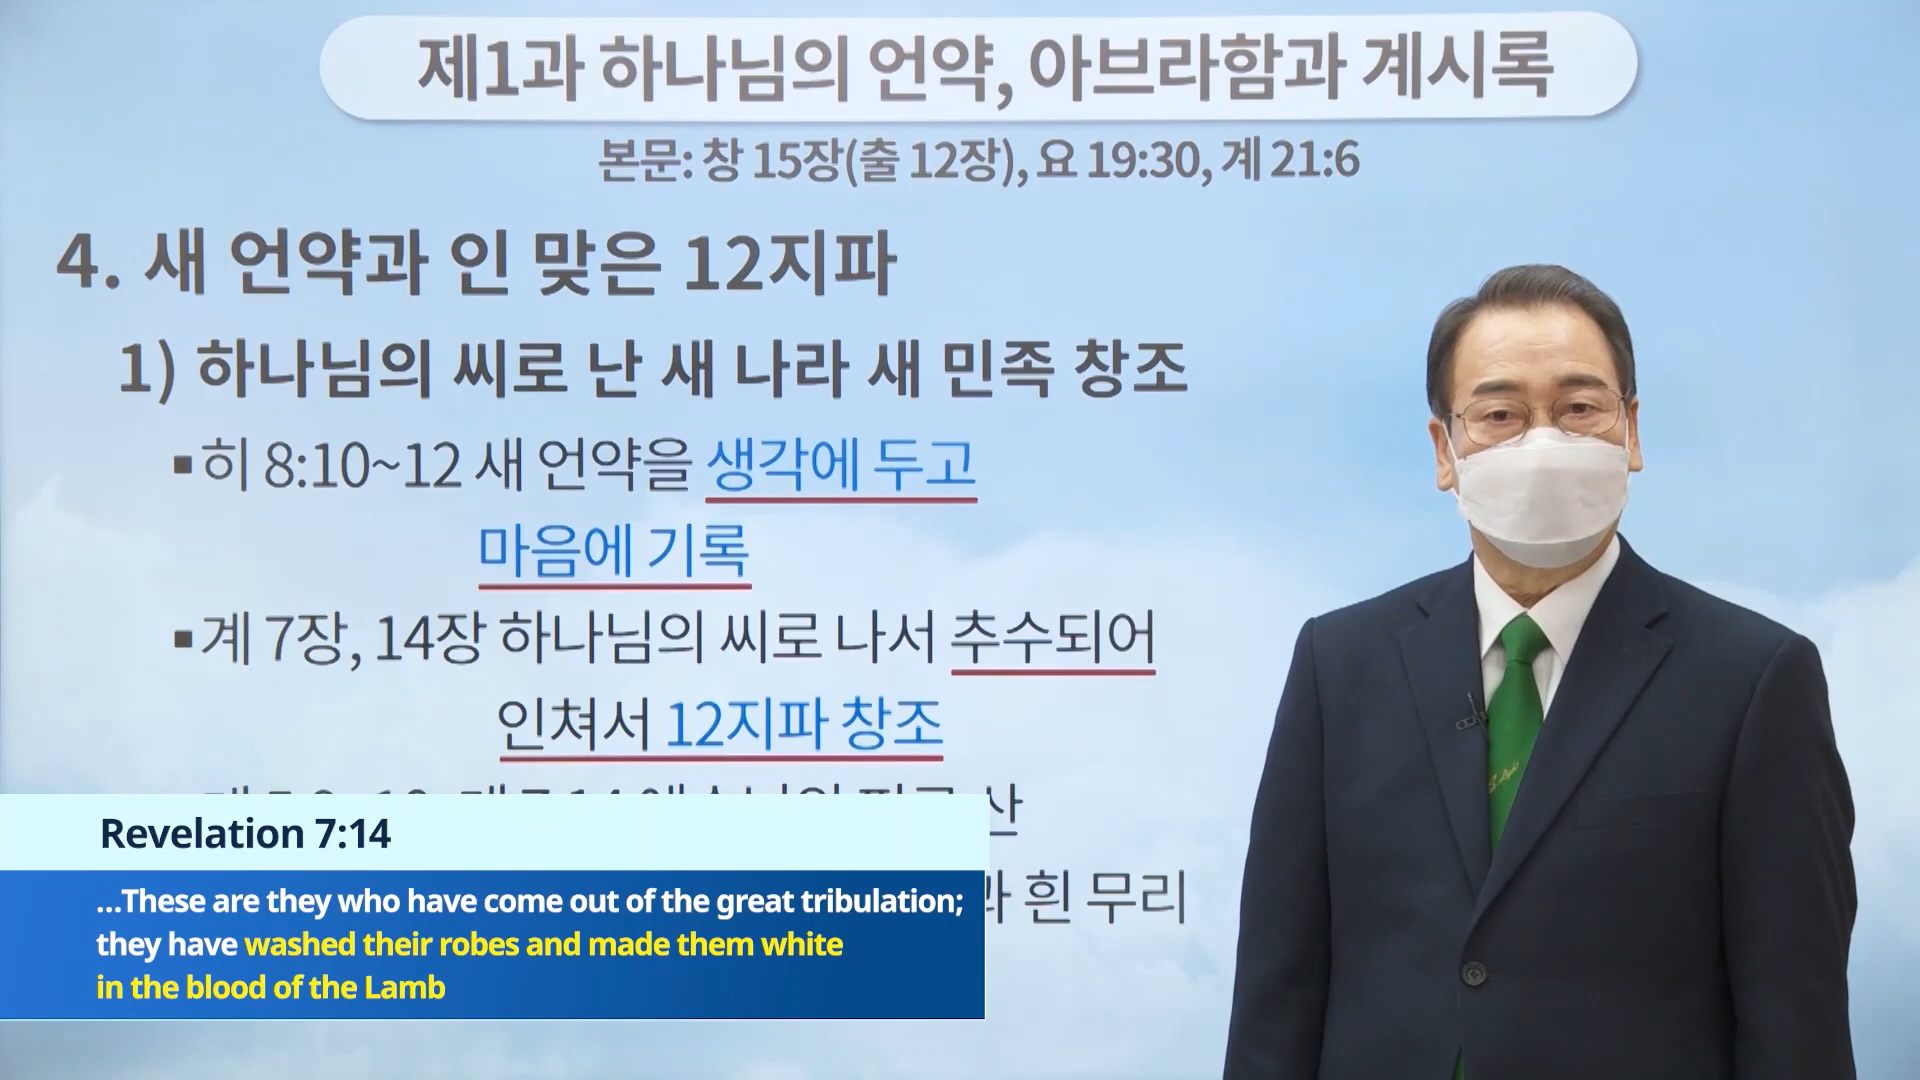 제1과 하나님의 언약, 아브라함과 계시록
본문: 창 15장(출 12장), 요 19:30, 계 21:6
4. 새 언약과 인 맞은 12지파
1) 하나님의 씨로 난 새 나라 새 민족 창조
▪히 8:10~12 새 언약을 생각에 두고
마음에 기록
▪계 7장, 14장 하나님의 씨로 나서 추수되어
인쳐서 12지파 창조
산
과 흰 무리
Revelation 7:14
...These are they who have come out of the great tribulation;
they have washed their robes and made them white
in the blood of the Lamb